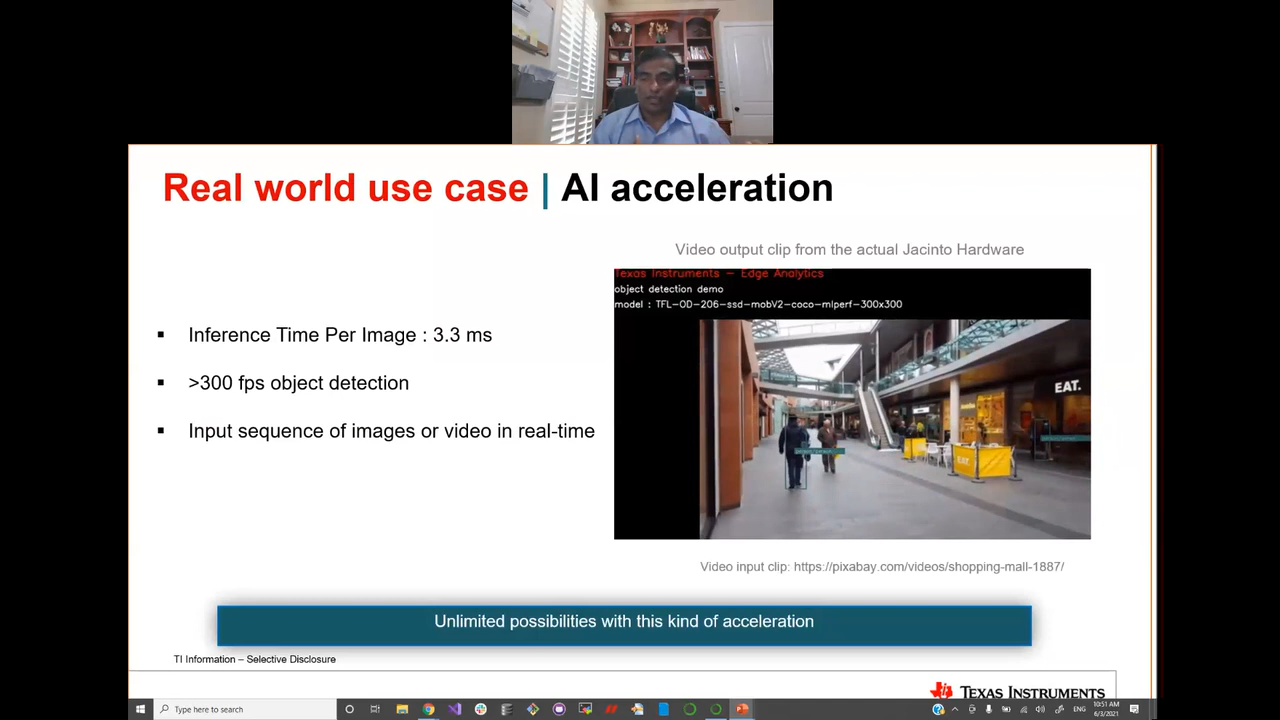 Real world use case | AI acceleration
Video output clip from the actual Jacinto Hardware
Texas Instruments - Edge Analytics
object detection demo
model : TFL-OD-206-ssd-mobV2-coco-mlperf-300x300
EAT.
EAT.
▪ Inference Time Per Image : 3.3 ms
▪ >300 fps object detection
▪ Input sequence of images or video in real-time
Video input clip: https://pixabay.com/videos/shopping-mall-1887/
Unlimited possibilities with this kind of acceleration
TI Information – Selective Disclosure
TEXAS INSTRUMENTS
Type here to search
ENG
10:51 AM
6/3/2021